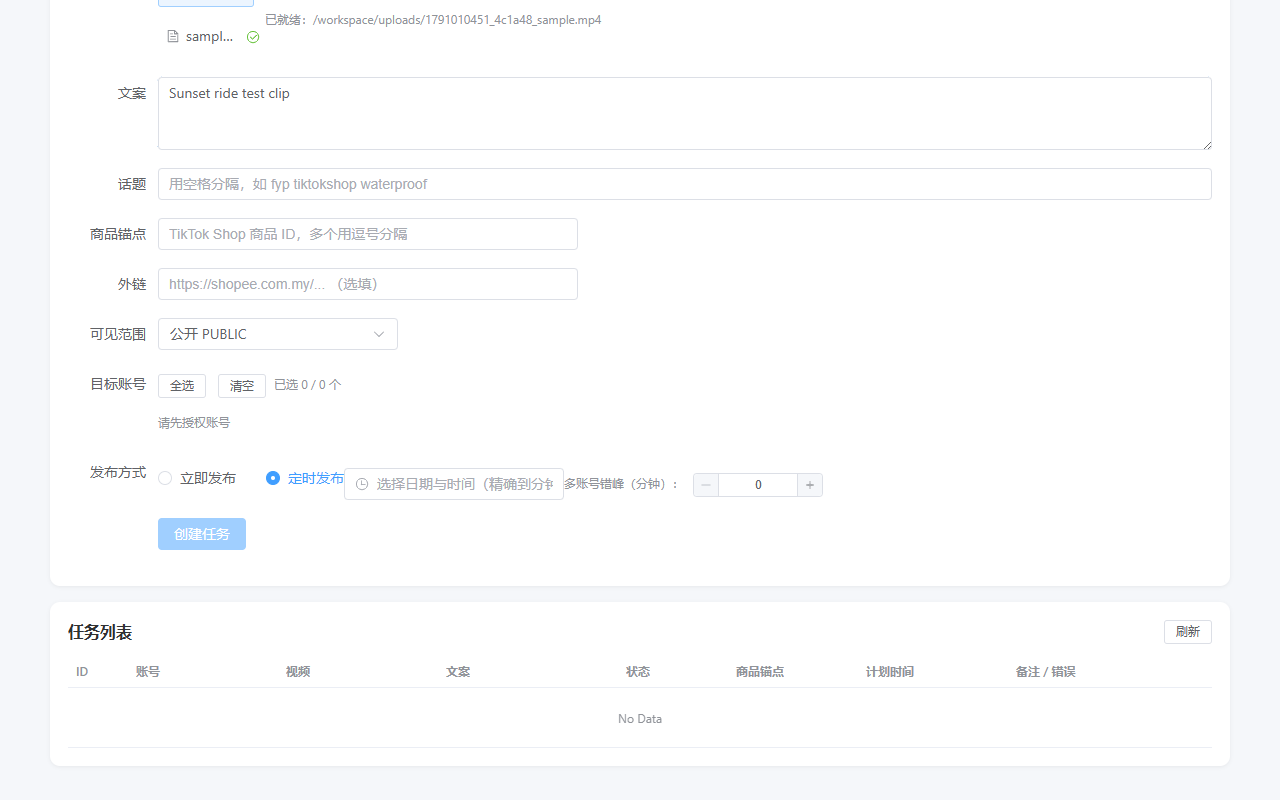 已就绪：/workspace/uploads/1791010451_4c1a48_sample.mp4
sampl...
文案 Sunset ride test clip
话题 用空格分隔，如 fyp tiktokshop waterproof
商品锚点 TikTok Shop 商品 ID，多个用逗号分隔
外链 https://shopee.com.my/... （选填）
可见范围 公开 PUBLIC
目标账号 全选 清空 已选 0 / 0 个
请先授权账号
发布方式 立即发布 定时发布 选择日期与时间（精确到分钟 多账号错峰（分钟）： 0
创建任务
任务列表 刷新
ID 账号 视频 文案 状态 商品锚点 计划时间 备注 / 错误
No Data